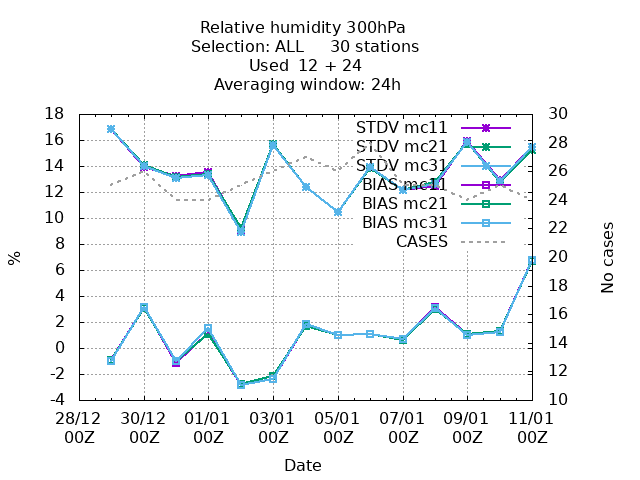 Relative humidity 300hPa
Selection: ALL 30 stations
Used 12 + 24
Averaging window: 24h
18
16
14
12
10
8
6
4
2
0
-2
-4
%
30
28
26
24
22
20
18
16
14
12
10
No cases
STDV mc11
STDV mc21
STDV mc31
BIAS mc11
BIAS mc21
BIAS mc31
CASES
28/12 30/12 01/01 03/01 05/01 07/01 09/01 11/01
00Z 00Z 00Z 00Z 00Z 00Z 00Z 00Z
Date